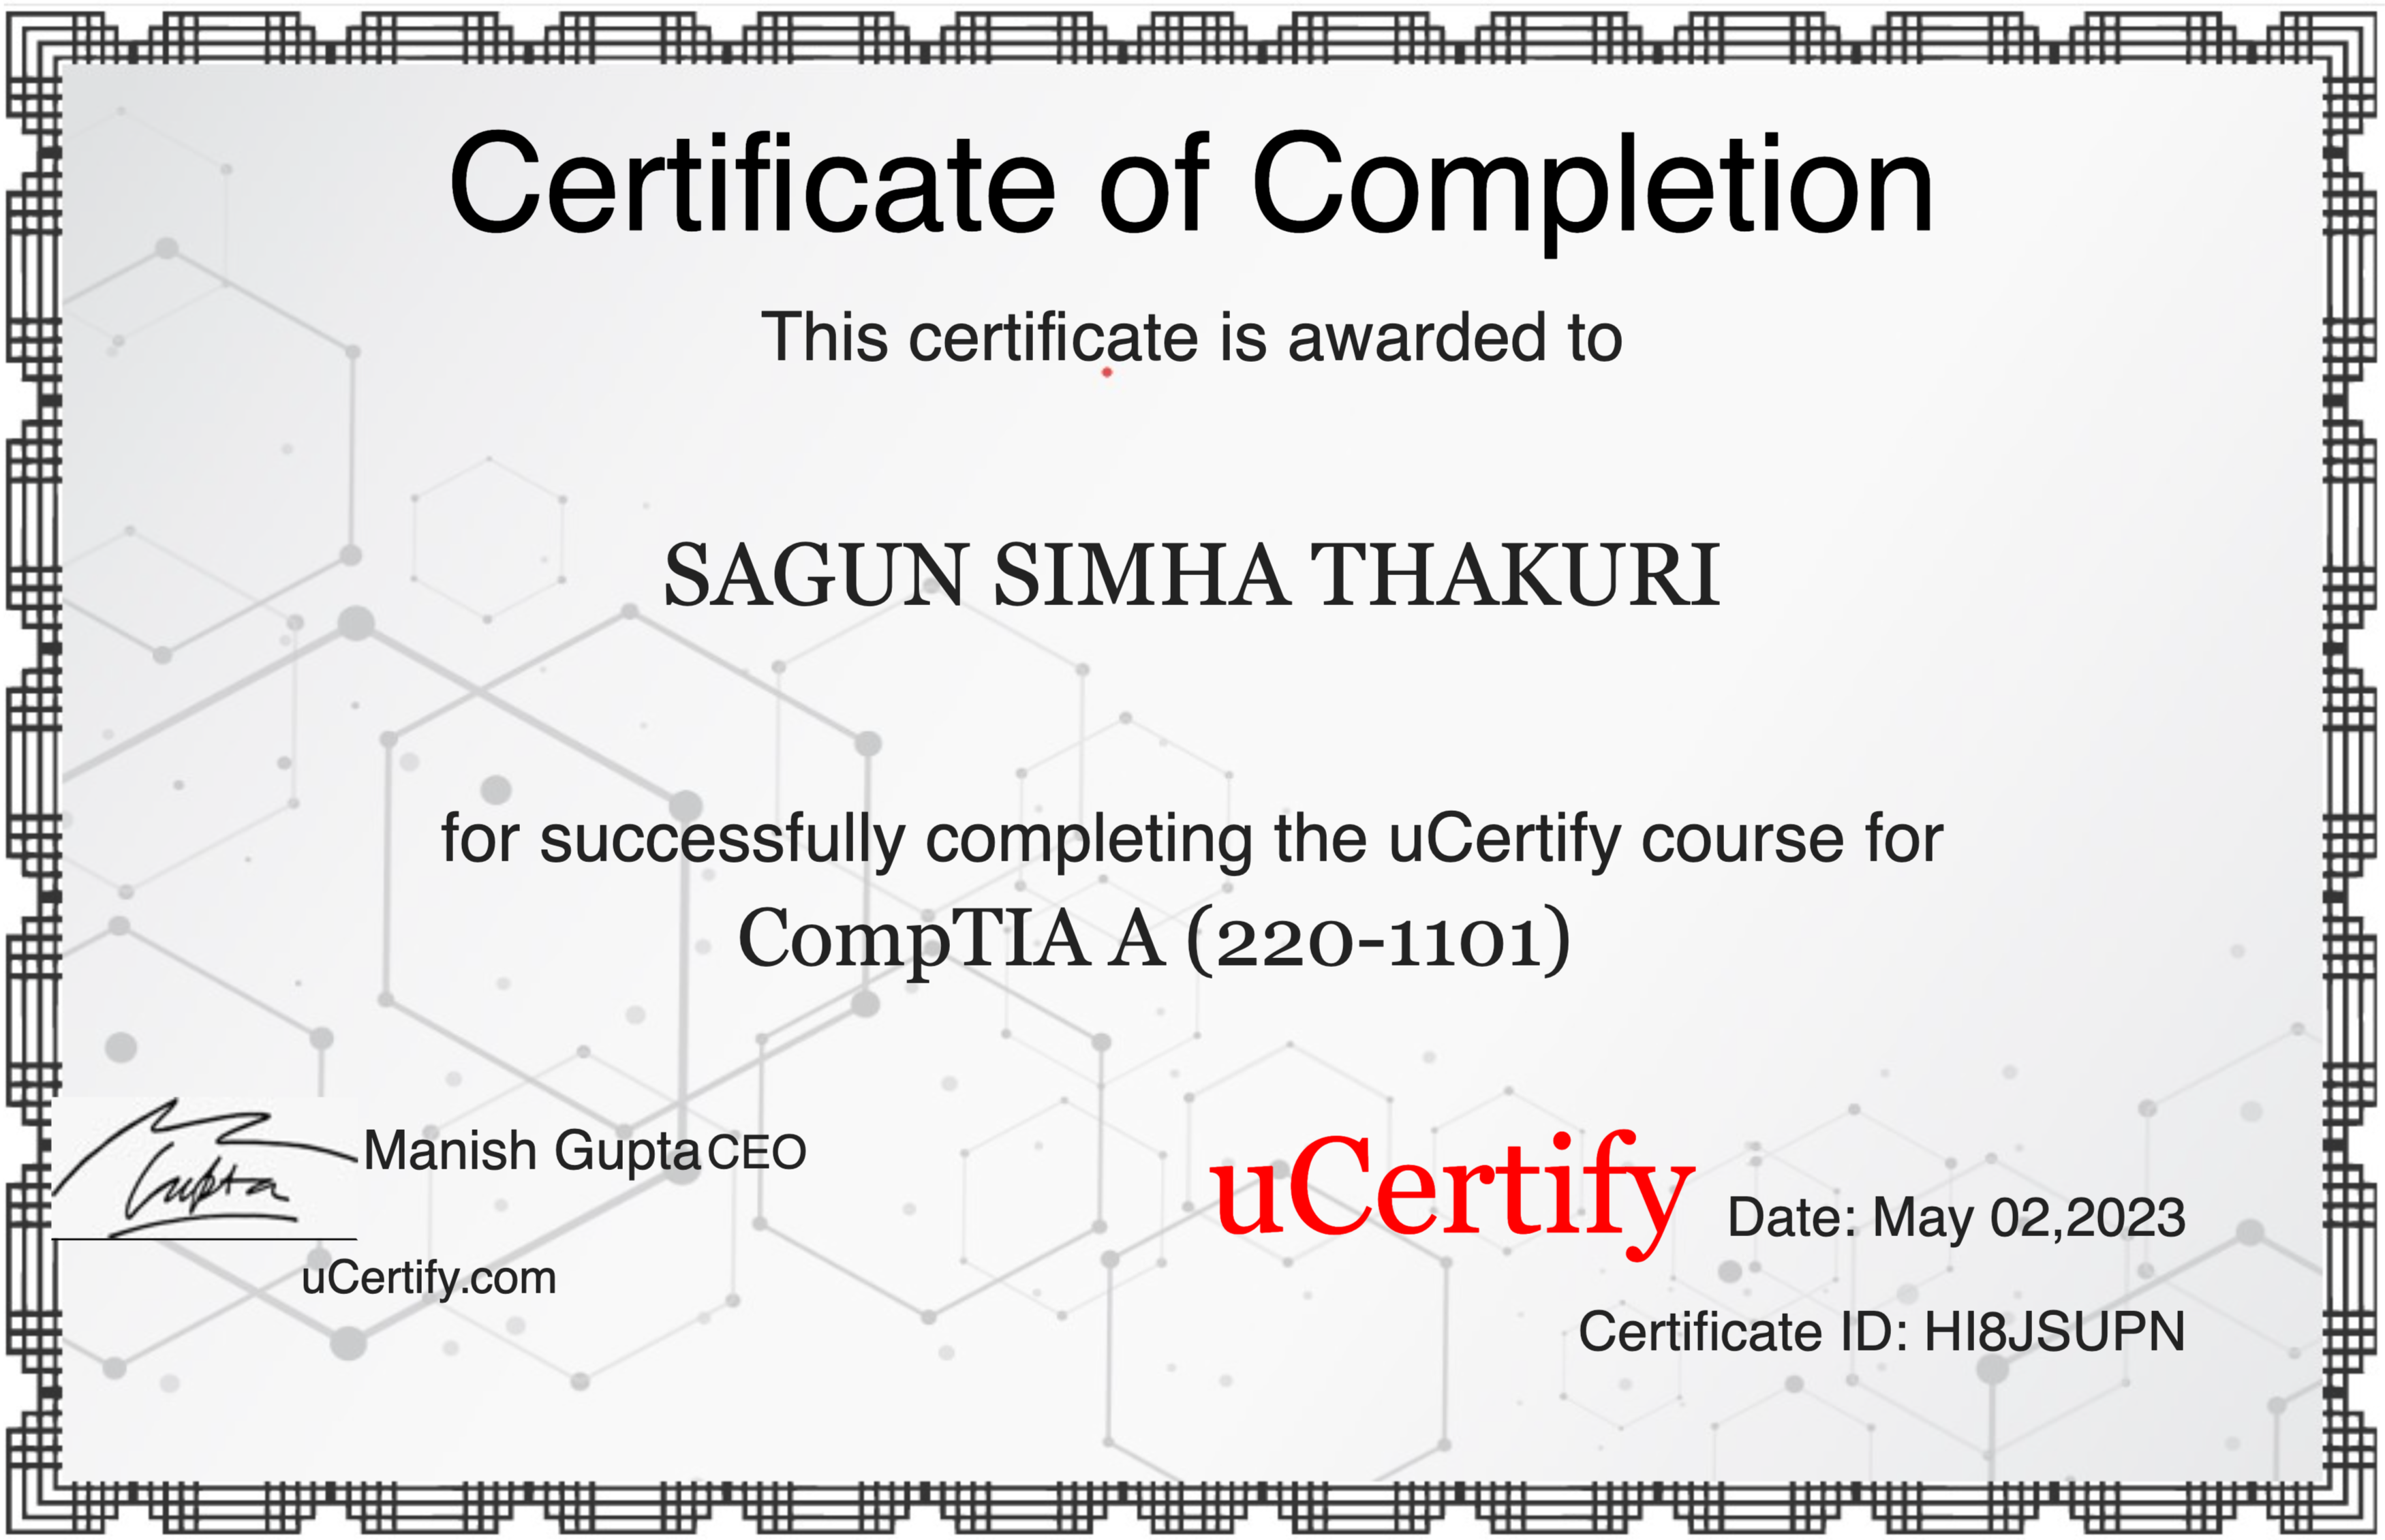 Certificate of Completion
This certificate is awarded to
SAGUN SIMHA THAKURI
for successfully completing the uCertify course for
CompTIA A (220-1101)
Gupta
Manish Gupta CEO
uCertify.com
uCertify
Date: May 02,2023
Certificate ID: HI8JSUPN